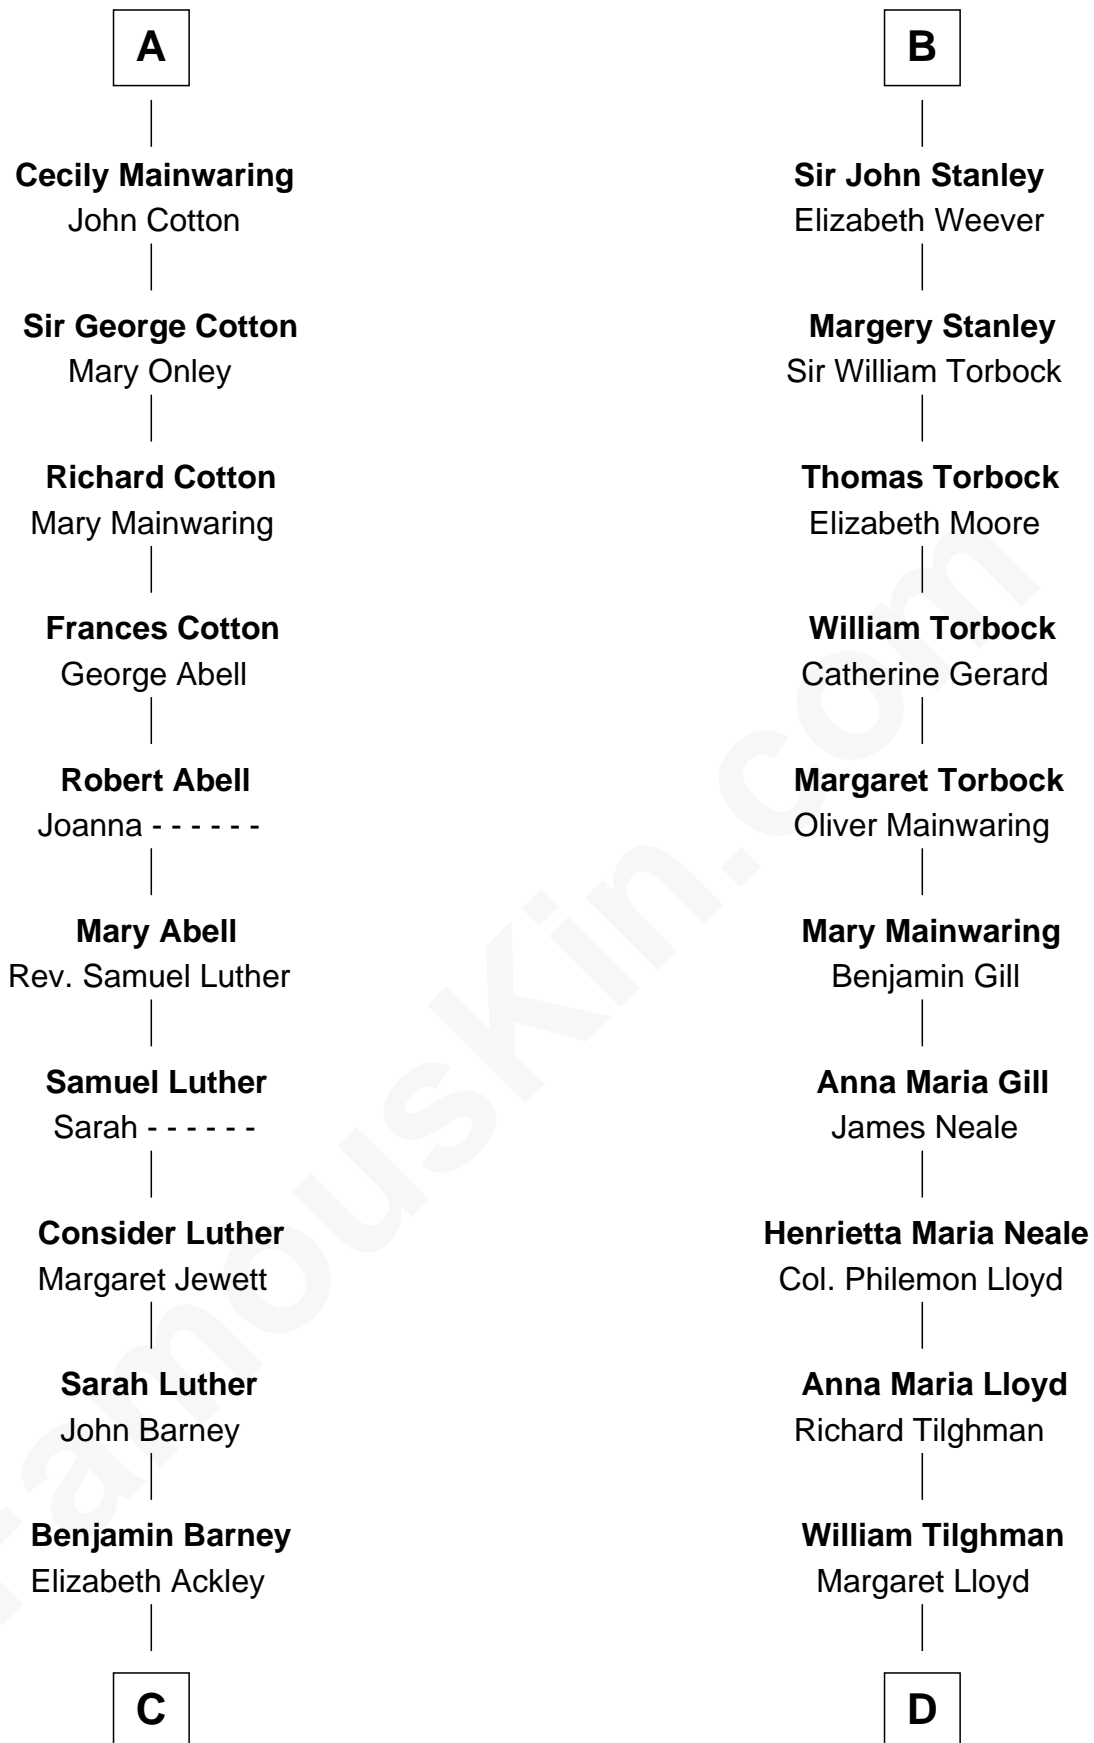 A
Cecily Mainwaring
John Cotton
Sir George Cotton
Mary Onley
Richard Cotton
Mary Mainwaring
Frances Cotton
George Abell
Robert Abell
Joanna - - - - - -
Mary Abell
Rev. Samuel Luther
Samuel Luther
Sarah - - - - - -
Consider Luther
Margaret Jewett
Sarah Luther
John Barney
Benjamin Barney
Elizabeth Ackley
C
B
Sir John Stanley
Elizabeth Weever
Margery Stanley
Sir William Torbock
Thomas Torbock
Elizabeth Moore
William Torbock
Catherine Gerard
Margaret Torbock
Oliver Mainwaring
Mary Mainwaring
Benjamin Gill
Anna Maria Gill
James Neale
Henrietta Maria Neale
Col. Philemon Lloyd
Anna Maria Lloyd
Richard Tilghman
William Tilghman
Margaret Lloyd
D
FamousKin.com